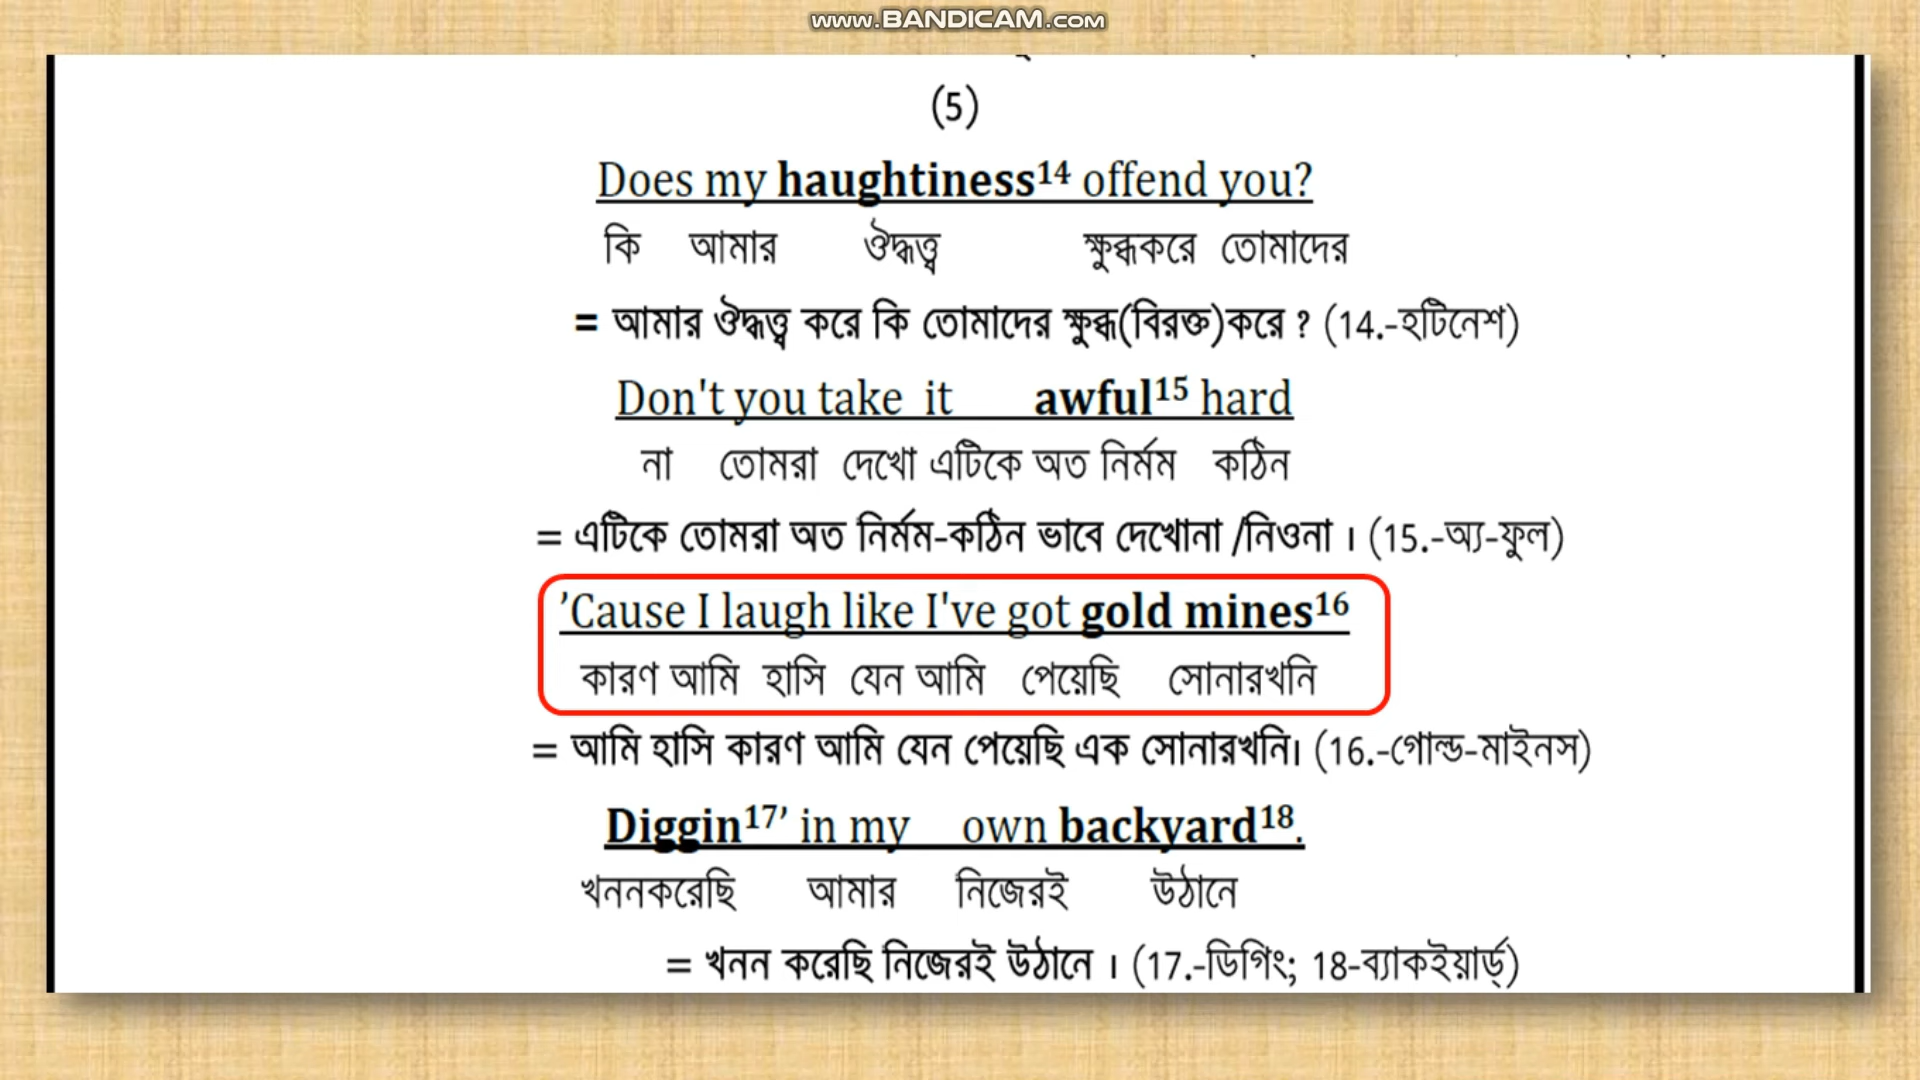 www.BANDICAM.com
(5)
Does my haughtiness14 offend you?
কি আমার ঔদ্ধত্ত্ব ক্ষুব্ধকরে তোমাদের
= আমার ঔদ্ধত্ত্ব করে কি তোমাদের ক্ষুব্ধ(বিরক্ত)করে ? (14.-হটিনেশ)
Don't you take it awful15 hard
না তোমরা দেখো এটিকে অত নির্মম কঠিন
= এটিকে তোমরা অত নির্মম-কঠিন ভাবে দেখোনা /নিওনা । (15.-অ্য-ফুল)
’Cause I laugh like I've got gold mines16
কারণ আমি হাসি যেন আমি পেয়েছি সোনারখনি
= আমি হাসি কারণ আমি যেন পেয়েছি এক সোনারখনি। (16.-গোল্ড-মাইনস)
Diggin17’ in my own backyard18.
খননকরেছি আমার নিজেরই উঠানে
= খনন করেছি নিজেরই উঠানে । (17.-ডিগিং; 18-ব্যাকইয়ার্ড্)